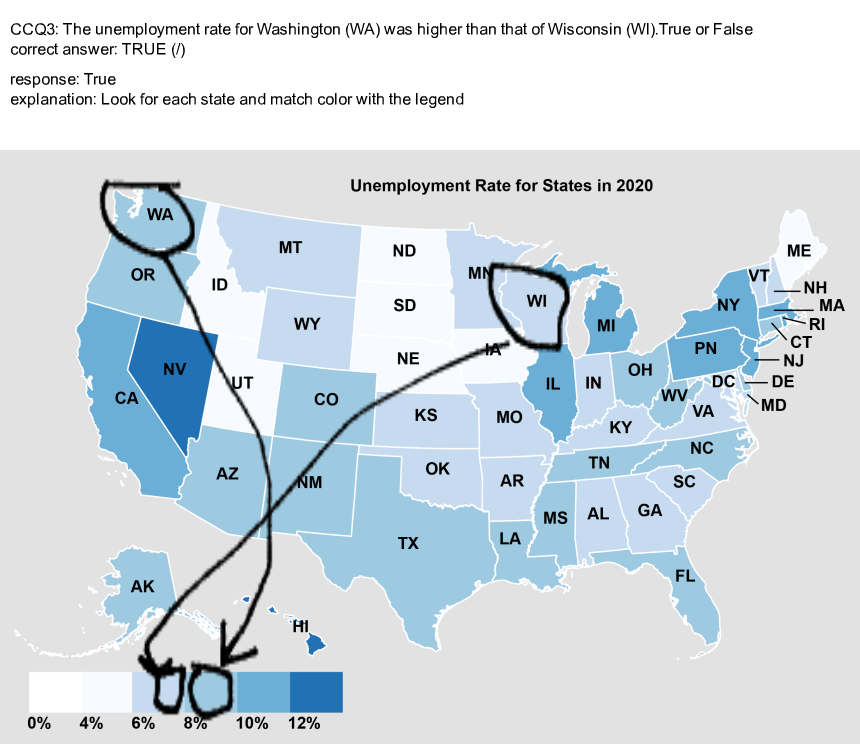 CCQ3: The unemployment rate for Washington (WA) was higher than that of Wisconsin (WI).True or False
correct answer: TRUE (/)
response: True
explanation: Look for each state and match color with the legend
Unemployment Rate for States in 2020
WA
MT
ND
ME
OR
ID
MN
VT
NH
SD
WI
NY
MA
WY
MI
RI
CT
NE
IA
PN
NJ
NV
UT
IL
IN
OH
DC
DE
CA
CO
WV
MD
KS
MO
KY
VA
AZ
NM
OK
AR
TN
NC
SC
TX
LA
MS
AL
GA
AK
FL
HI
0% 4% 6% 8% 10% 12%